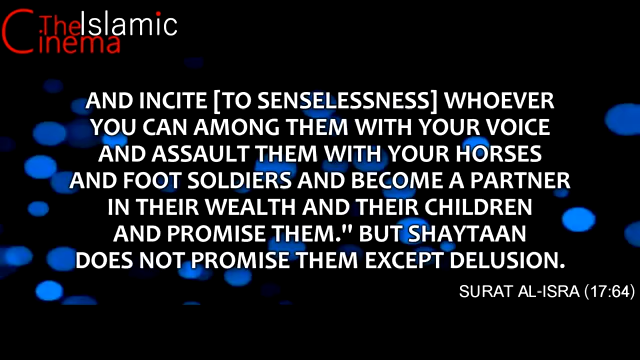 The Islamic
Cinema
AND INCITE [TO SENSELESSNESS] WHOEVER
YOU CAN AMONG THEM WITH YOUR VOICE
AND ASSAULT THEM WITH YOUR HORSES
AND FOOT SOLDIERS AND BECOME A PARTNER
IN THEIR WEALTH AND THEIR CHILDREN
AND PROMISE THEM." BUT SHAYTAAN
DOES NOT PROMISE THEM EXCEPT DELUSION.
SURAT AL-ISRA (17:64)